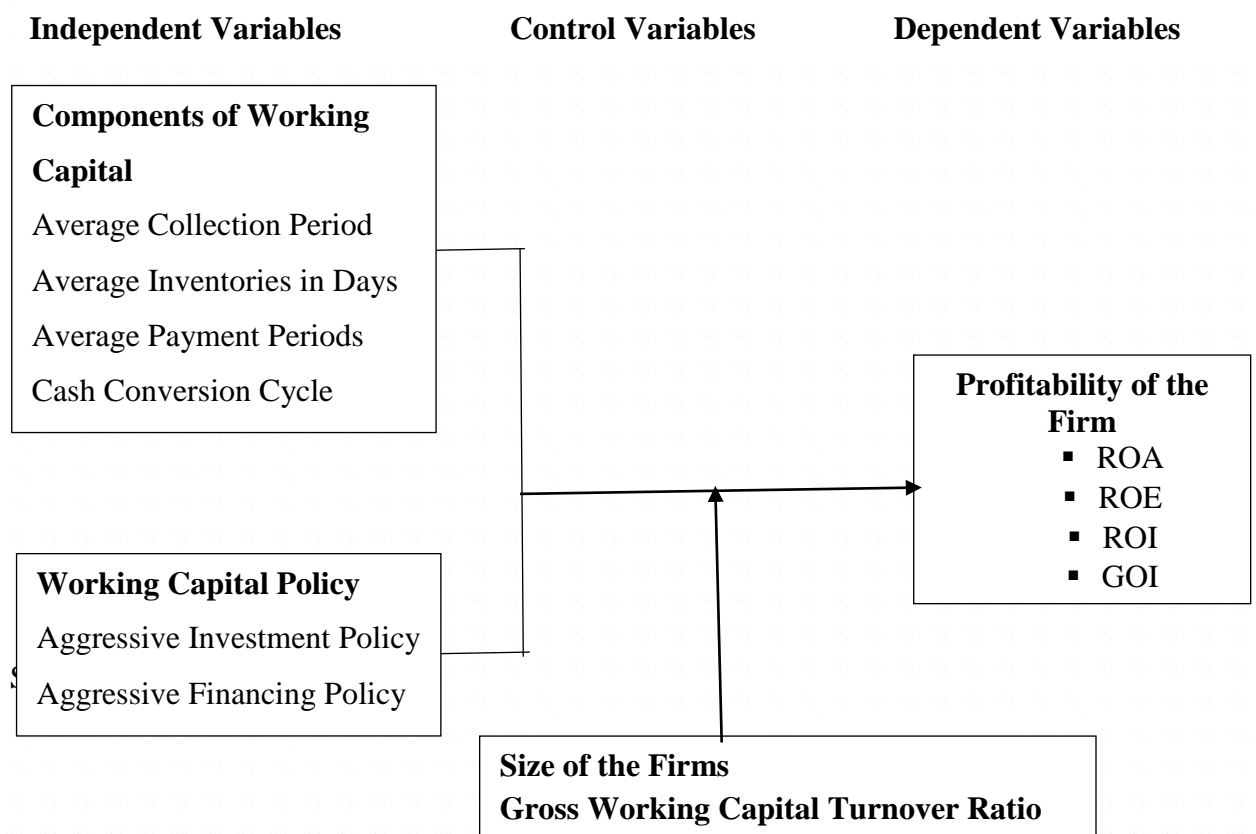 Independent Variables Control Variables Dependent Variables
Components of Working
Capital
Average Collection Period
Average Inventories in Days
Average Payment Periods
Cash Conversion Cycle
Profitability of the
Firm
▪ ROA
▪ ROE
▪ ROI
▪ GOI
Working Capital Policy
Aggressive Investment Policy
Aggressive Financing Policy
Size of the Firms
Gross Working Capital Turnover Ratio